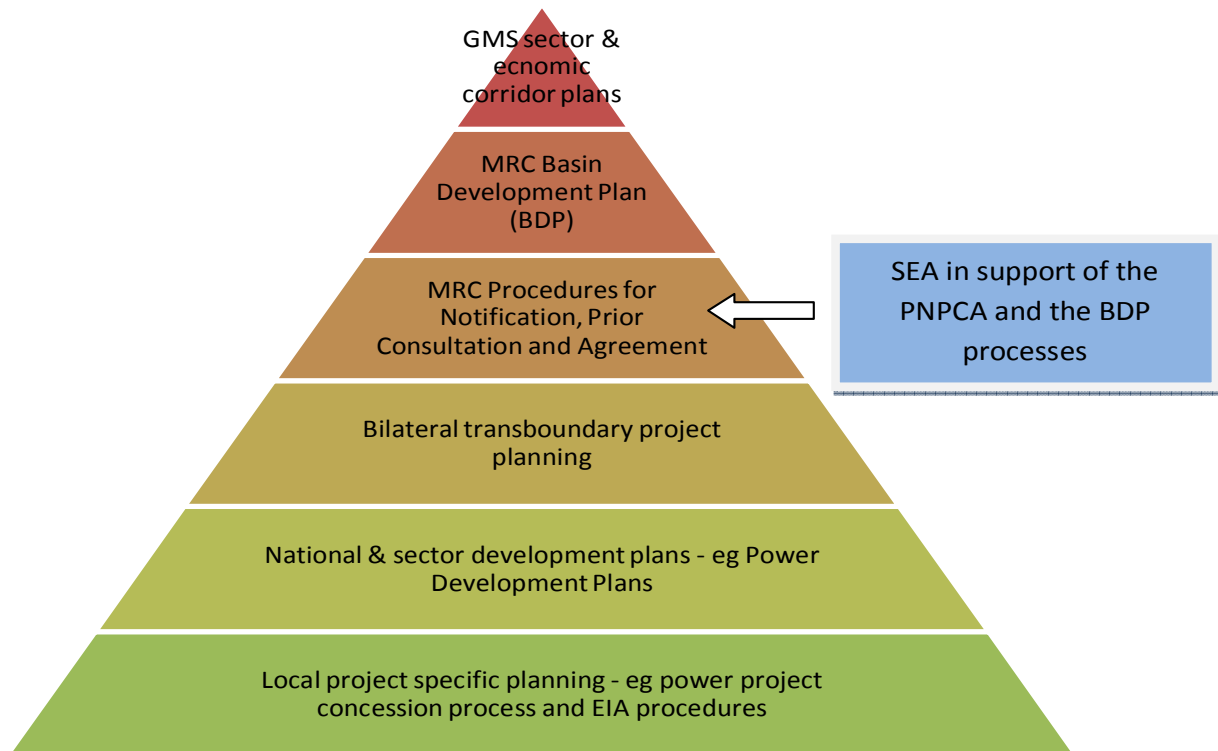 GMS sector &
ecnomic
corridor plans
MRC Basin
Development Plan
(BDP)
MRC Procedures for
Notification, Prior
Consultation and Agreement
SEA in support of the
PNPCA and the BDP
processes
Bilateral transboundary project
planning
National & sector development plans - eg Power
Development Plans
Local project specific planning - eg power project
concession process and EIA procedures